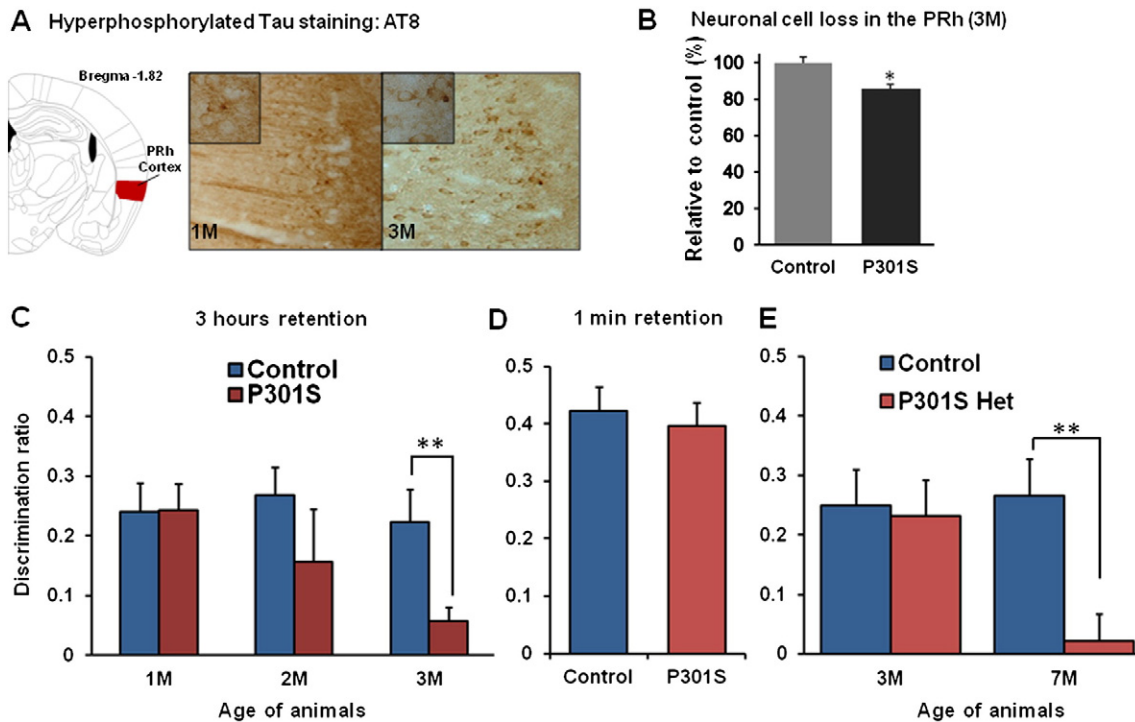 A Hyperphosphorylated Tau staining: AT8
Bregma -1.82
PRh
Cortex
1M
3M
B Neuronal cell loss in the PRh (3M)
Relative to control (%)
120
100
80
60
40
20
0
*
Control P301S
C 3 hours retention
Discrimination ratio
0.5
0.4
0.3
0.2
0.1
0
Control
P301S
**
1M 2M 3M
Age of animals
D 1 min retention
0.5
0.4
0.3
0.2
0.1
0
Control P301S
E
0.5
0.4
0.3
0.2
0.1
0
Control
P301S Het
**
3M 7M
Age of animals